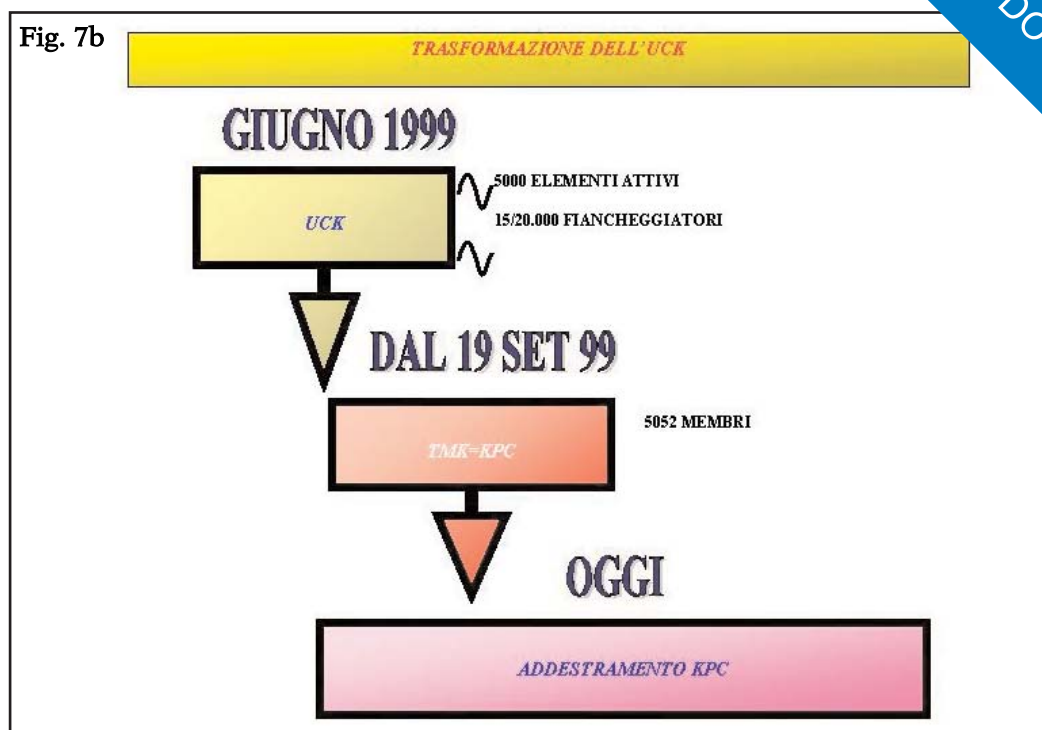 Fig. 7b
TRASFORMAZIONE DELL'UCK
GIUGNO 1999
UCK
5000 ELEMENTI ATTIVI
15/20.000 FIANCHEGGIATORI
DAL 19 SET 99
TMK=KPC
5052 MEMBRI
OGGI
ADDESTRAMENTO KPC